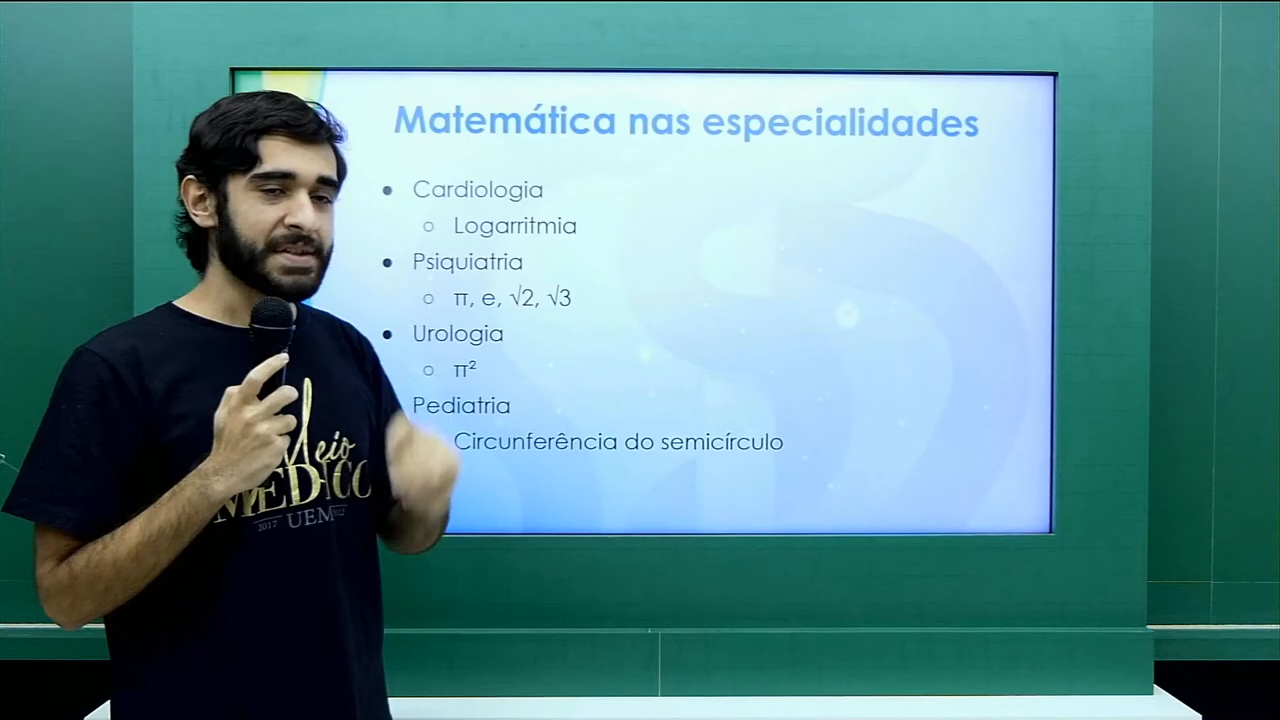 Matemática nas especialidades
● Cardiologia
○ Logarritmia
● Psiquiatria
○ π, e, √2, √3
● Urologia
○ π²
Pediatria
Circunferência do semicírculo
Meio
MEDICO
2017 UEM